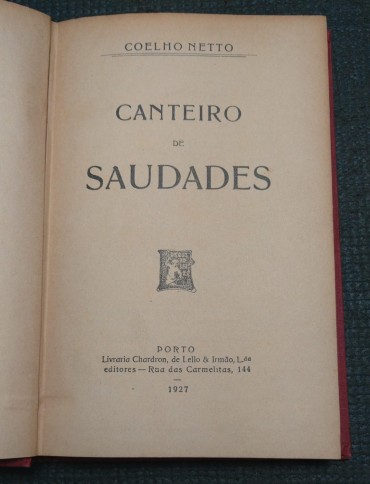 COELHO NETTO
CANTEIRO
DE
SAUDADES
PORTO
Livraria Chardron, de Lello & Irmão, L.da
editores — Rua das Carmelitas, 144
1927